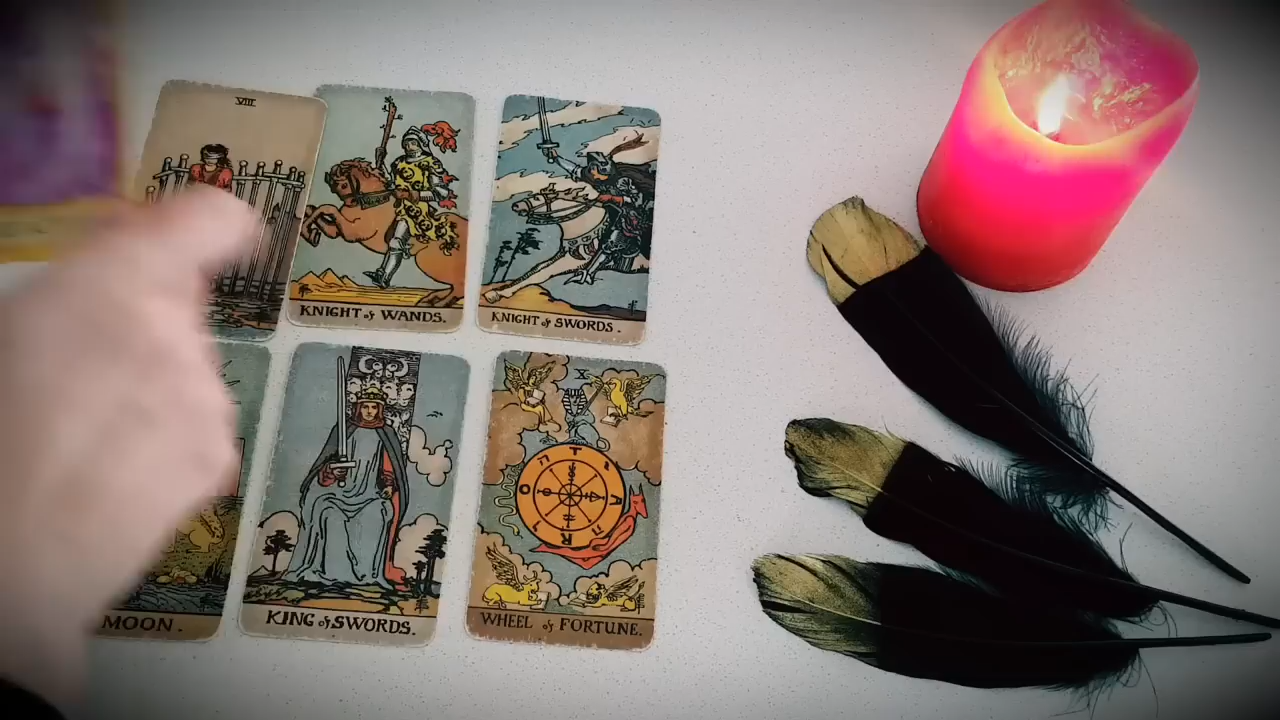 VIII
KNIGHT of WANDS.
KNIGHT of SWORDS.
X
MOON.
KING of SWORDS.
T
A
R
O
WHEEL of FORTUNE.